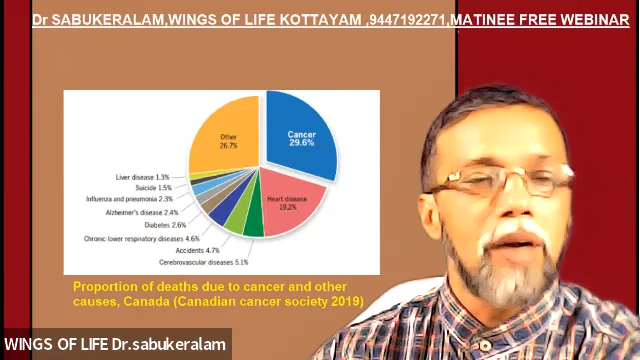 Dr SABUKERALAM,WINGS OF LIFE KOTTAYAM ,9447192271,MATINEE FREE WEBINAR
Cancer
29.6%
Other
26.7%
Heart disease
19.2%
Liver disease 1.3%
Suicide 1.5%
Influenza and pneumonia 2.3%
Alzheimer's disease 2.4%
Diabetes 2.6%
Chronic lower respiratory diseases 4.6%
Accidents 4.7%
Cerebrovascular diseases 5.1%
Proportion of deaths due to cancer and other
causes, Canada (Canadian cancer society 2019)
WINGS OF LIFE Dr.sabukeralam